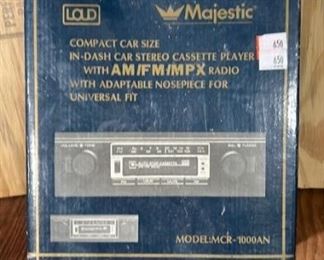 LOUD
Majestic
COMPACT CAR SIZE
IN-DASH CAR STEREO CASSETTE PLAYER
WITH AM/FM/MPX RADIO
WITH ADAPTABLE NOSEPIECE FOR
UNIVERSAL FIT
650
650
MODEL:MCR-1000AN